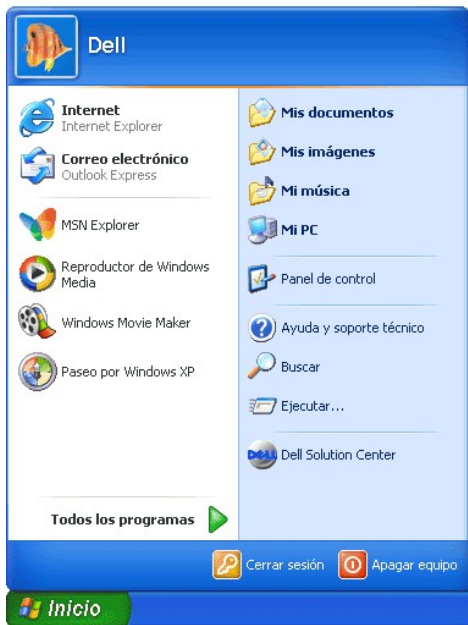 Dell
Internet
Internet Explorer
Correo electrónico
Outlook Express
MSN Explorer
Reproductor de Windows
Media
Windows Movie Maker
Paseo por Windows XP
Todos los programas
Mis documentos
Mis imágenes
Mi música
Mi PC
Panel de control
Ayuda y soporte técnico
Buscar
Ejecutar...
DELL
Dell Solution Center
Cerrar sesión
Apagar equipo
Inicio